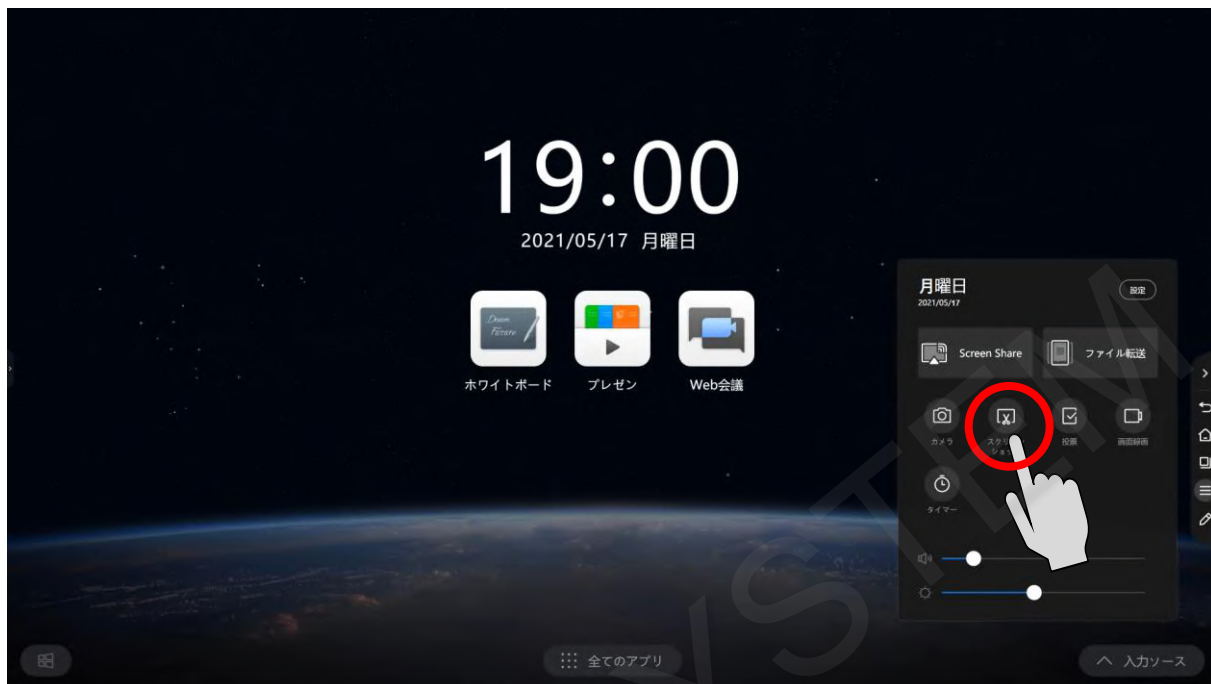 19:00
2021/05/17 月曜日
Dream
Future
ホワイトボード
プレゼン
Web会議
月曜日
設定
2021/05/17
Screen Share
ファイル転送
カメラ
投票
画面録画
タイマー
全てのアプリ
入力ソース
YSTEM